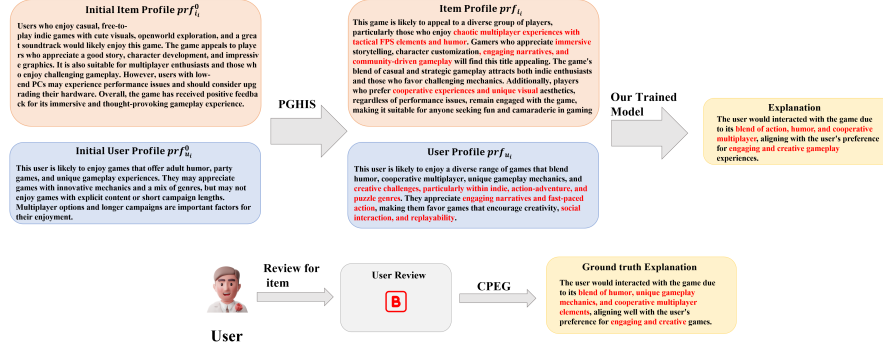 Initial Item Profile prf⁰ᵢᵢ
Users who enjoy casual, free-to-
play indie games with cute visuals, openworld exploration, and a grea
t soundtrack would likely enjoy this game. The game appeals to playe
rs who appreciate a good story, character development, and impressiv
e graphics. It is also suitable for multiplayer enthusiasts and those wh
o enjoy challenging gameplay. However, users with low-
end PCs may experience performance issues and should consider upg
rading their hardware. Overall, the game has received positive feedba
ck for its immersive and thought-provoking gameplay experience.
PGHIS
Item Profile prfᵢᵢ
This game is likely to appeal to a diverse group of players,
particularly those who enjoy chaotic multiplayer experiences with
tactical FPS elements and humor. Gamers who appreciate immersive
storytelling, character customization, engaging narratives, and
community-driven gameplay will find this title appealing. The game's
blend of casual and strategic gameplay attracts both indie enthusiasts
and those who favor challenging mechanics. Additionally, players
who prefer cooperative experiences and unique visual aesthetics,
regardless of performance issues, remain engaged with the game,
making it suitable for anyone seeking fun and camaraderie in gaming
Our Trained
Model
Explanation
The user would interacted with the game due
to its blend of action, humor, and cooperative
multiplayer, aligning with the user's preference
for engaging and creative gameplay
experiences.
Initial User Profile prf⁰ᵤᵢ
This user is likely to enjoy games that offer adult humor, party
games, and unique gameplay experiences. They may appreciate
games with innovative mechanics and a mix of genres, but may not
enjoy games with explicit content or short campaign lengths.
Multiplayer options and longer campaigns are important factors for
their enjoyment.
User Profile prfᵤᵢ
This user is likely to enjoy a diverse range of games that blend
humor, cooperative multiplayer, unique gameplay mechanics, and
creative challenges, particularly within indie, action-adventure, and
puzzle genres. They appreciate engaging narratives and fast-paced
action, making them favor games that encourage creativity, social
interaction, and replayability.
User
Review for
item
User Review
B
CPEG
Ground truth Explanation
The user would interacted with the game due
to its blend of humor, unique gameplay
mechanics, and cooperative multiplayer
elements, aligning well with the user's
preference for engaging and creative games.